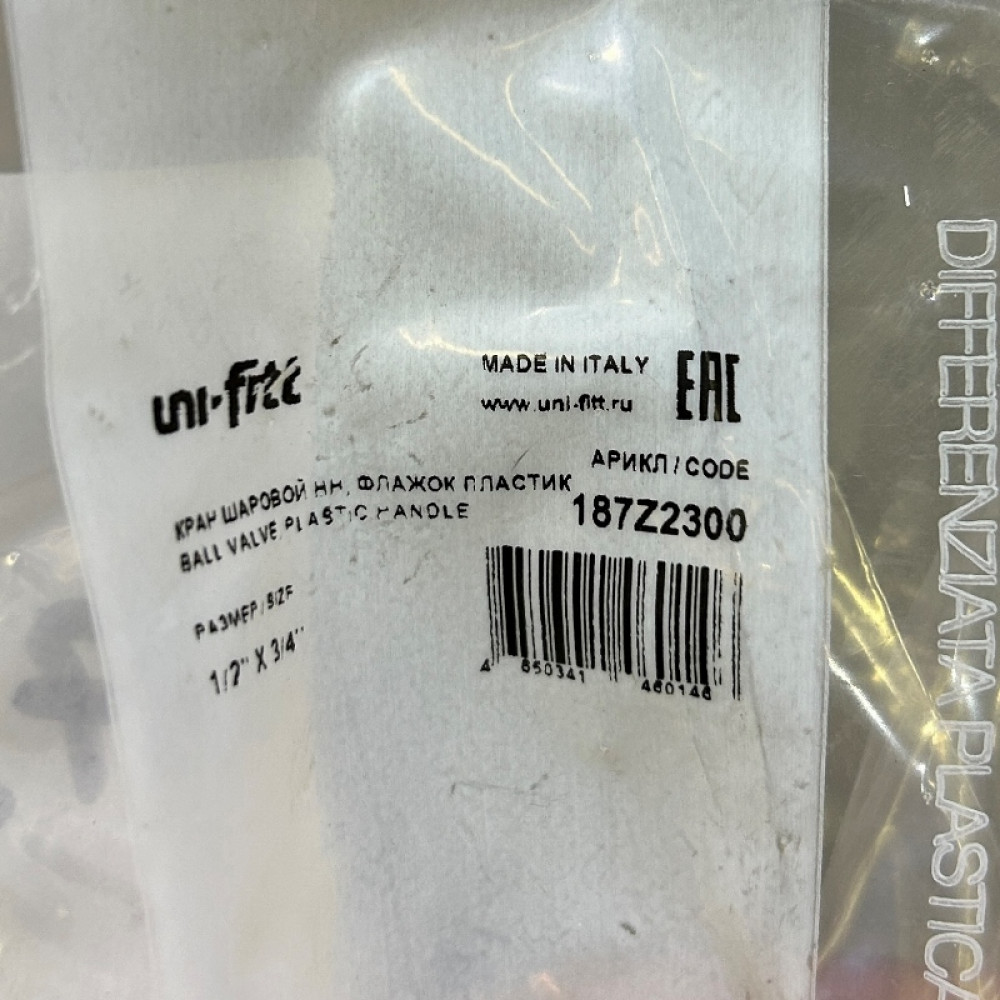 uni-fitt
MADE IN ITALY
www.uni-fitt.ru
EAC
АРИКЛ / CODE
187Z2300
КРАН ШАРОВОЙ НН, ФЛАЖОК ПЛАСТИК
BALL VALVE, PLASTIC HANDLE
РАЗМЕР / SIZE
1/2" X 3/4"
4 650341 460146
DIFFERENZIATA PLASTICA